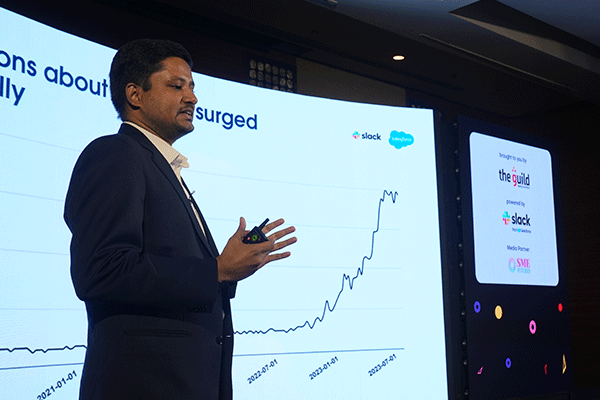 ons about
surged
lly
slack
salesforce
brought to you by
the guild
powered by
slack
Media Partner
SME
2021-01-01
2022-07-01
2023-01-01
2023-07-01